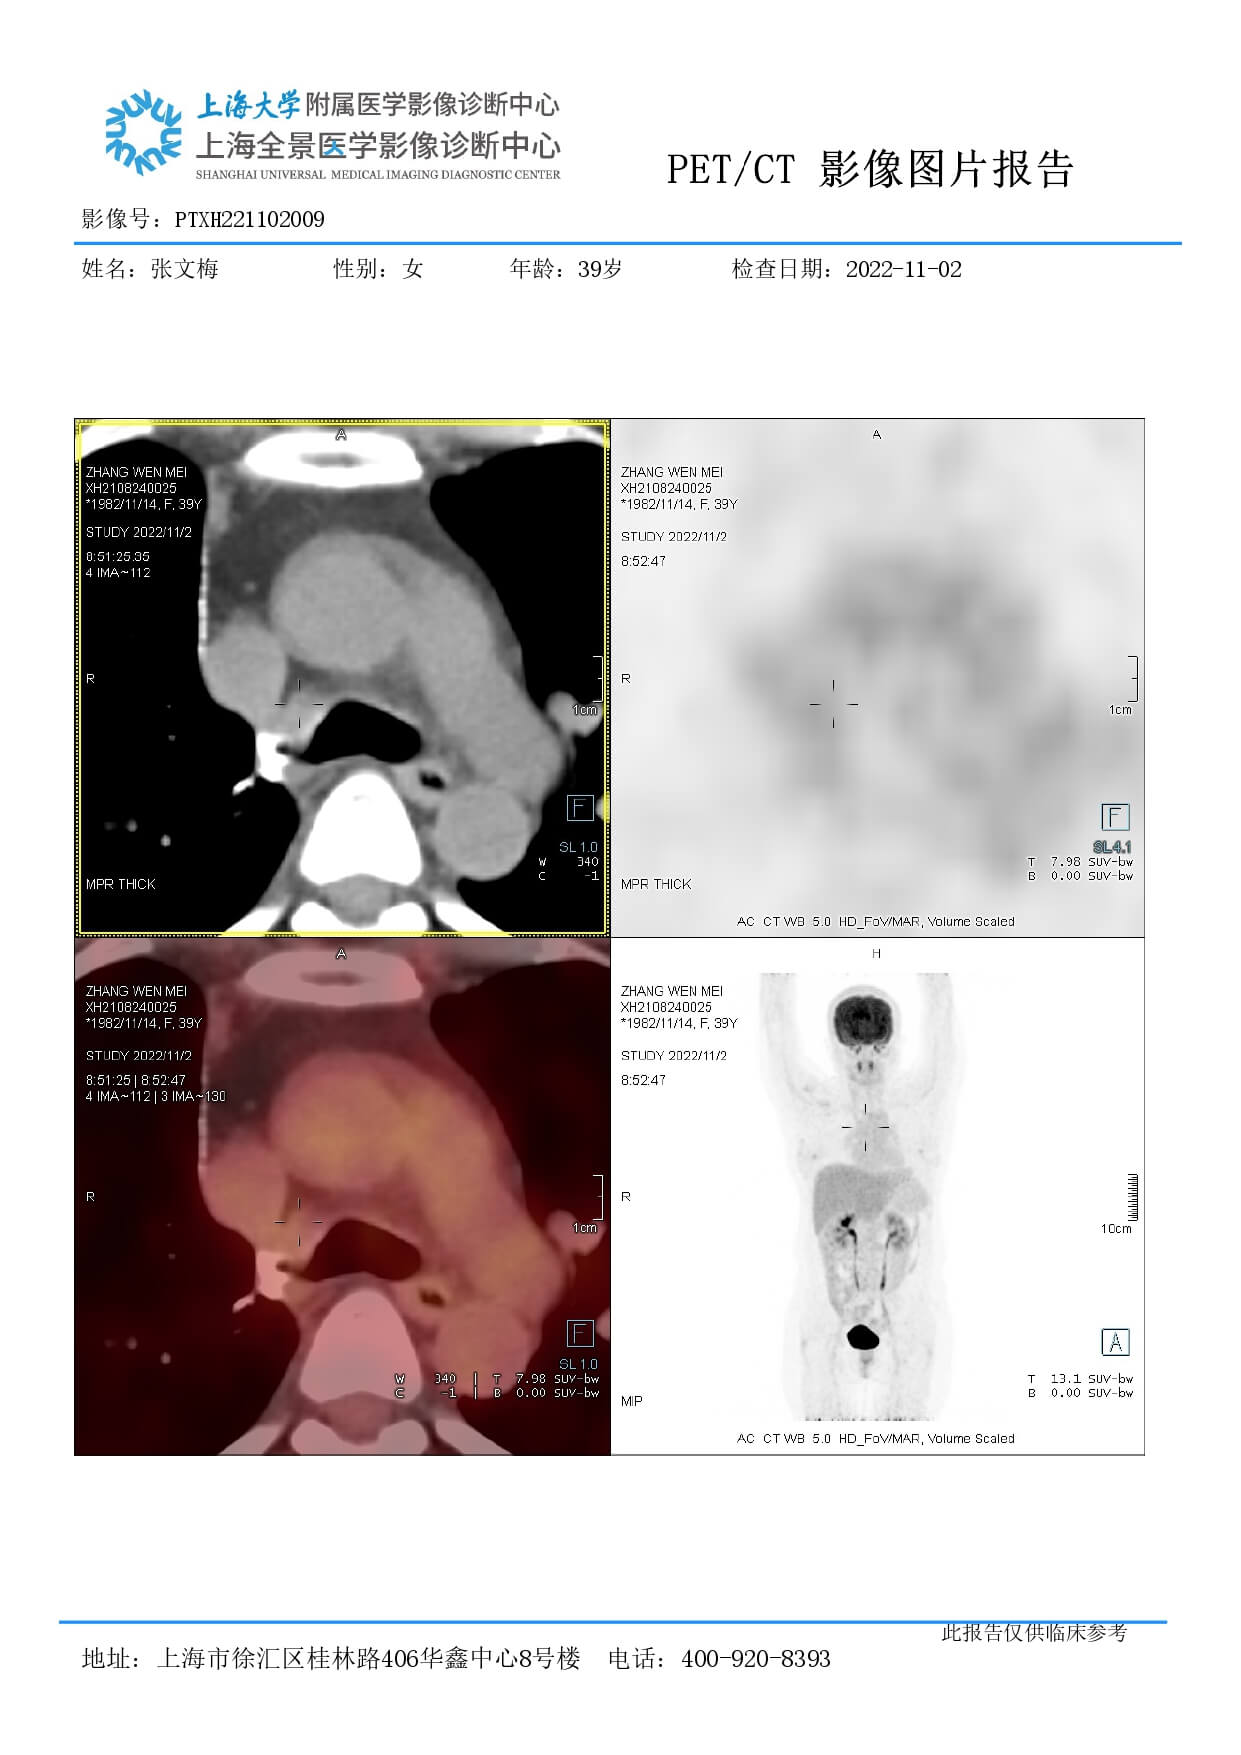 上海大学附属医学影像诊断中心
上海全景医学影像诊断中心
SHANGHAI UNIVERSAL MEDICAL IMAGING DIAGNOSTIC CENTER
PET/CT 影像图片报告
影像号：PTXH221102009
姓名：张文梅 性别：女 年龄：39岁 检查日期：2022-11-02
A
ZHANG WEN MEI
XH2108240025
*1982/11/14, F, 39Y
STUDY 2022/11/2
8:51:25.35
4 IMA~112
R
1cm
F
SL 1.0
W 340
C -1
MPR THICK
A
ZHANG WEN MEI
XH2108240025
*1982/11/14, F, 39Y
STUDY 2022/11/2
8:52:47
R
1cm
F
SL4.1
T 7.98 SUV-bw
B 0.00 SUV-bw
MPR THICK
AC CT WB 5.0 HD_FoV/MAR, Volume Scaled
A
ZHANG WEN MEI
XH2108240025
*1982/11/14, F, 39Y
STUDY 2022/11/2
8:51:25 | 8:52:47
4 IMA~112 | 3 IMA~130
R
1cm
F
SL 1.0
W 340 | T 7.98 SUV-bw
C -1 | B 0.00 SUV-bw
H
ZHANG WEN MEI
XH2108240025
*1982/11/14, F, 39Y
STUDY 2022/11/2
8:52:47
R
10cm
A
T 13.1 SUV-bw
B 0.00 SUV-bw
MIP
AC CT WB 5.0 HD_FoV/MAR, Volume Scaled
此报告仅供临床参考
地址：上海市徐汇区桂林路406华鑫中心8号楼 电话：400-920-8393